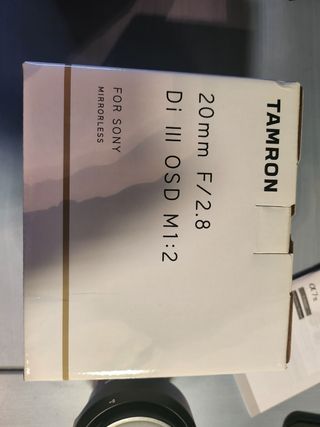 TAMRON
20mm F/2.8
Di III OSD M1:2
FOR SONY
MIRRORLESS